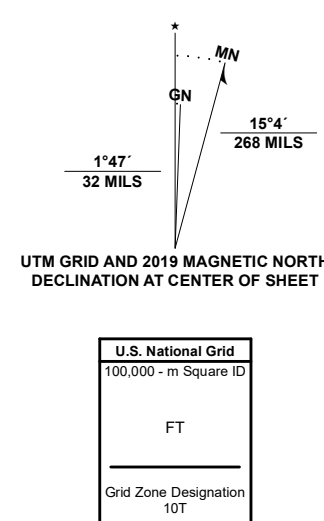 ★
MN
GN
15°4´
268 MILS
1°47´
32 MILS
UTM GRID AND 2019 MAGNETIC NORTH
DECLINATION AT CENTER OF SHEET
U.S. National Grid
100,000 - m Square ID
FT
Grid Zone Designation
10T